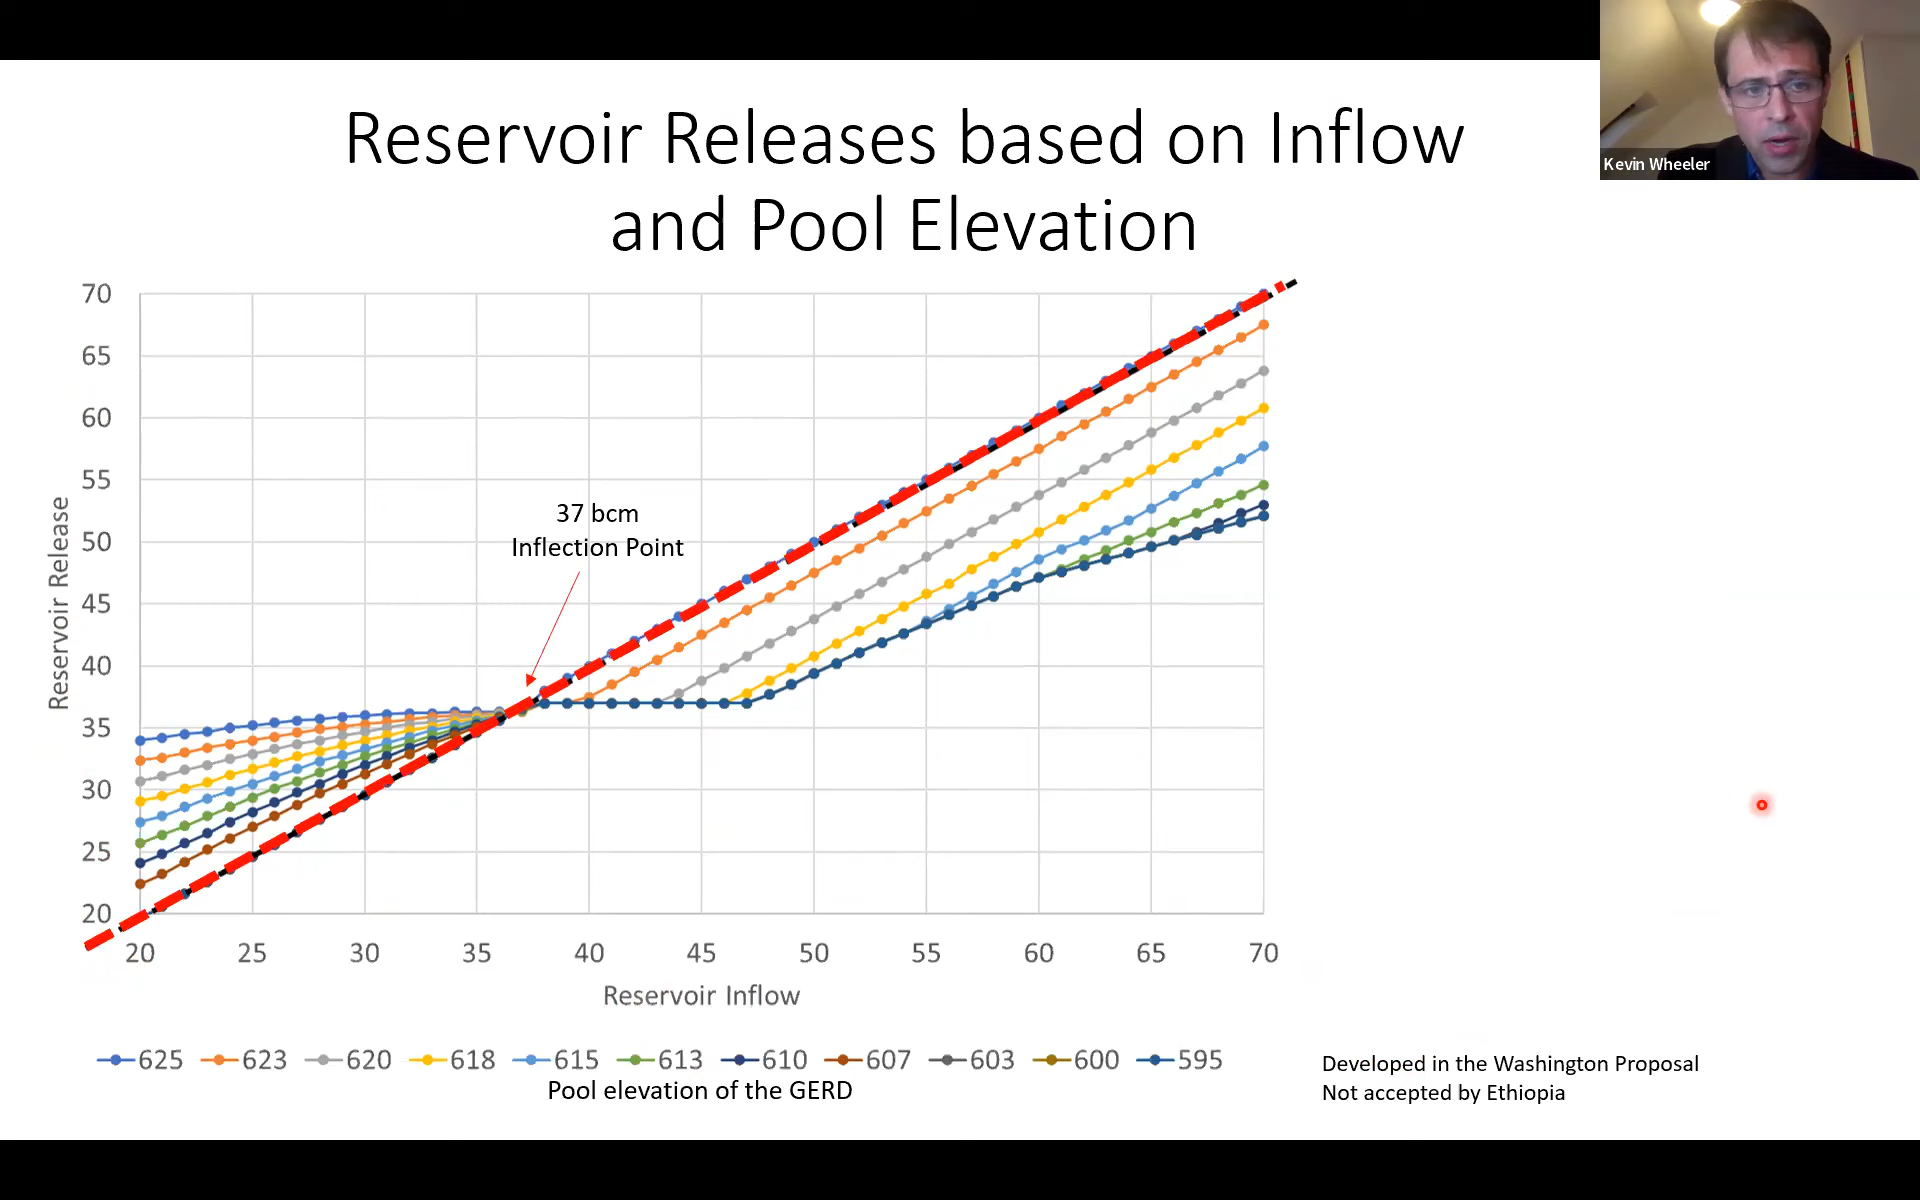 Kevin Wheeler
Reservoir Releases based on Inflow
and Pool Elevation
70
65
60
55
50
45
40
35
30
25
20
Reservoir Release
37 bcm
Inflection Point
20 25 30 35 40 45 50 55 60 65 70
Reservoir Inflow
625 623 620 618 615 613 610 607 603 600 595
Pool elevation of the GERD
Developed in the Washington Proposal
Not accepted by Ethiopia